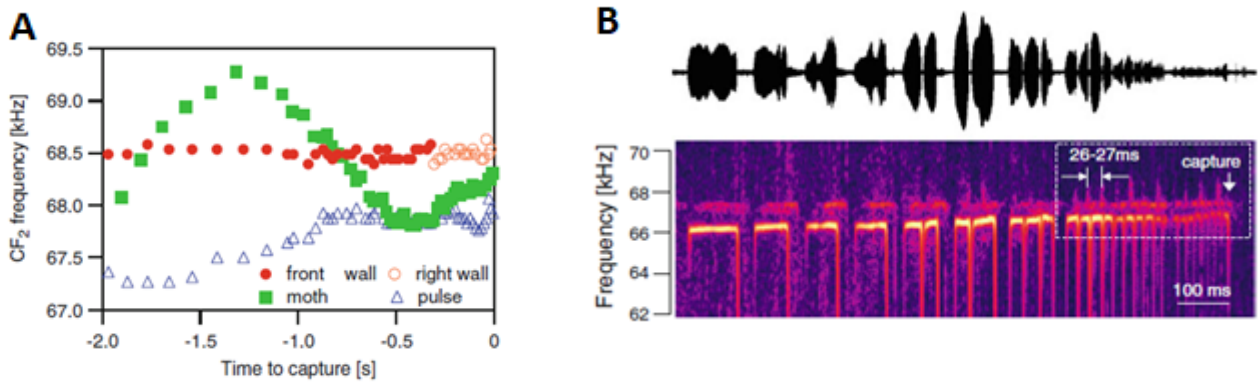 A
CF₂ frequency [kHz]
69.5
69.0
68.5
68.0
67.5
67.0
front wall
right wall
moth
pulse
-2.0 -1.5 -1.0 -0.5 0
Time to capture [s]
B
Frequency [kHz]
70
68
66
64
62
26-27ms
capture
100 ms